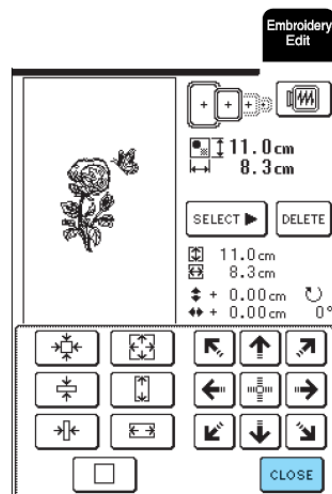 Embroidery
Edit
11.0cm
8.3cm
SELECT
DELETE
11.0cm
8.3cm
+ 0.00cm
+ 0.00cm 0°
CLOSE